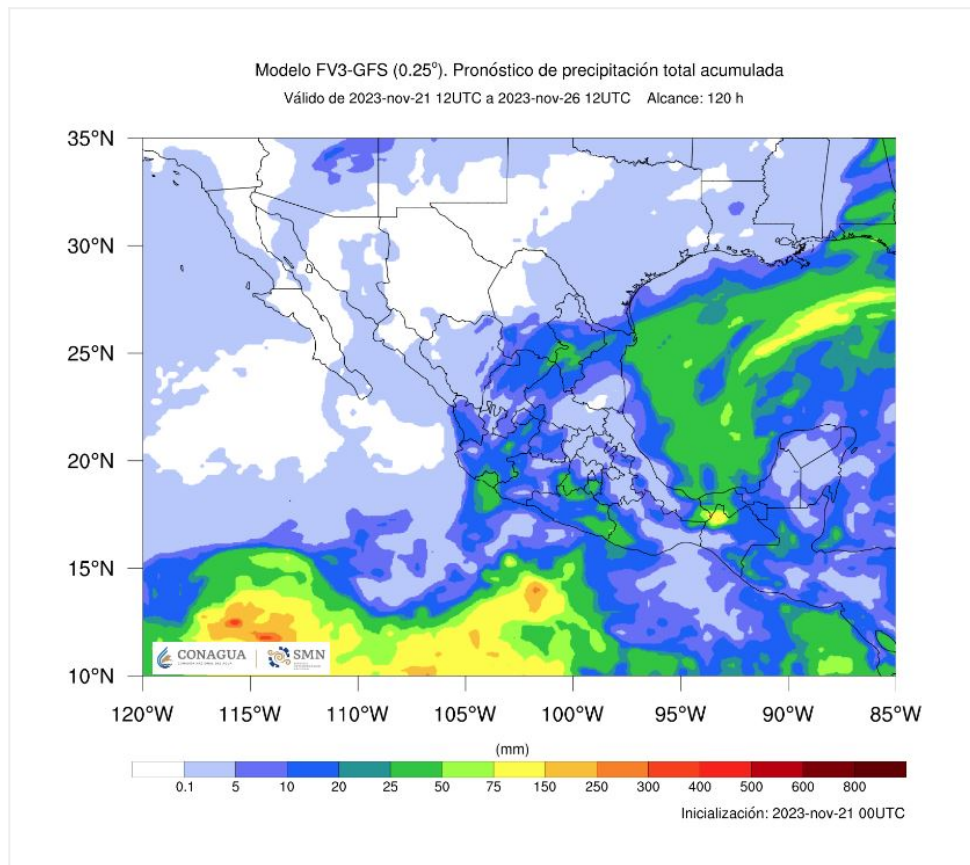 Modelo FV3-GFS (0.25°). Pronóstico de precipitación total acumulada
Válido de 2023-nov-21 12UTC a 2023-nov-26 12UTC Alcance: 120 h
35°N
30°N
25°N
20°N
15°N
10°N
CONAGUA
SMN
120°W 115°W 110°W 105°W 100°W 95°W 90°W 85°W
(mm)
0.1 5 10 20 25 50 75 150 250 300 400 500 600 800
Inicialización: 2023-nov-21 00UTC